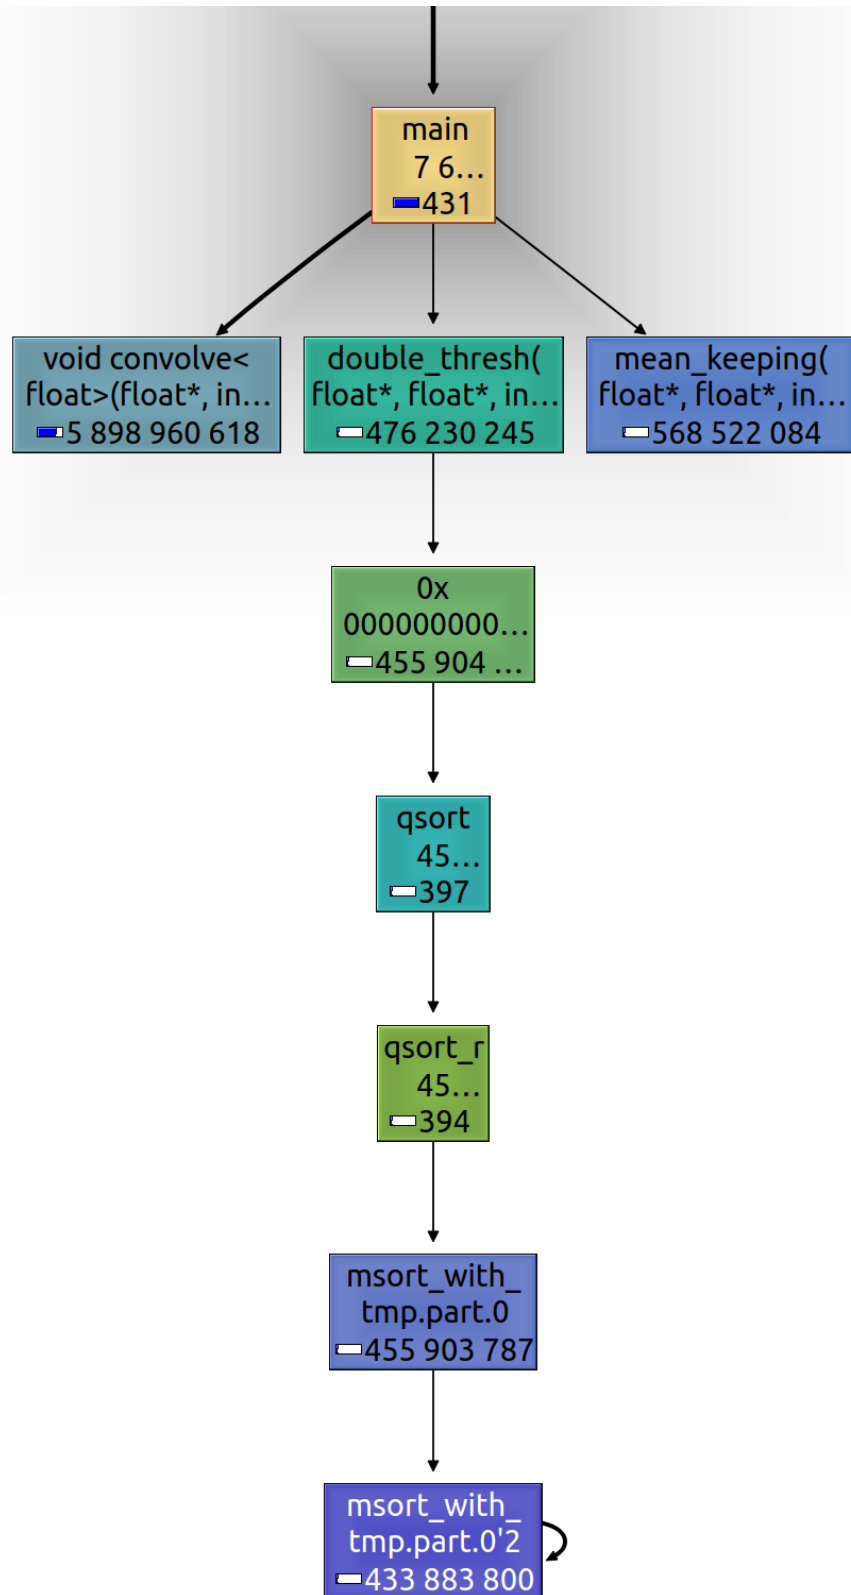 main
7 6…
431
void convolve<
float>(float*, in…
5 898 960 618
double_thresh(
float*, float*, in…
476 230 245
mean_keeping(
float*, float*, in…
568 522 084
0x
000000000…
455 904 …
qsort
45…
397
qsort_r
45…
394
msort_with_
tmp.part.0
455 903 787
msort_with_
tmp.part.0'2
433 883 800